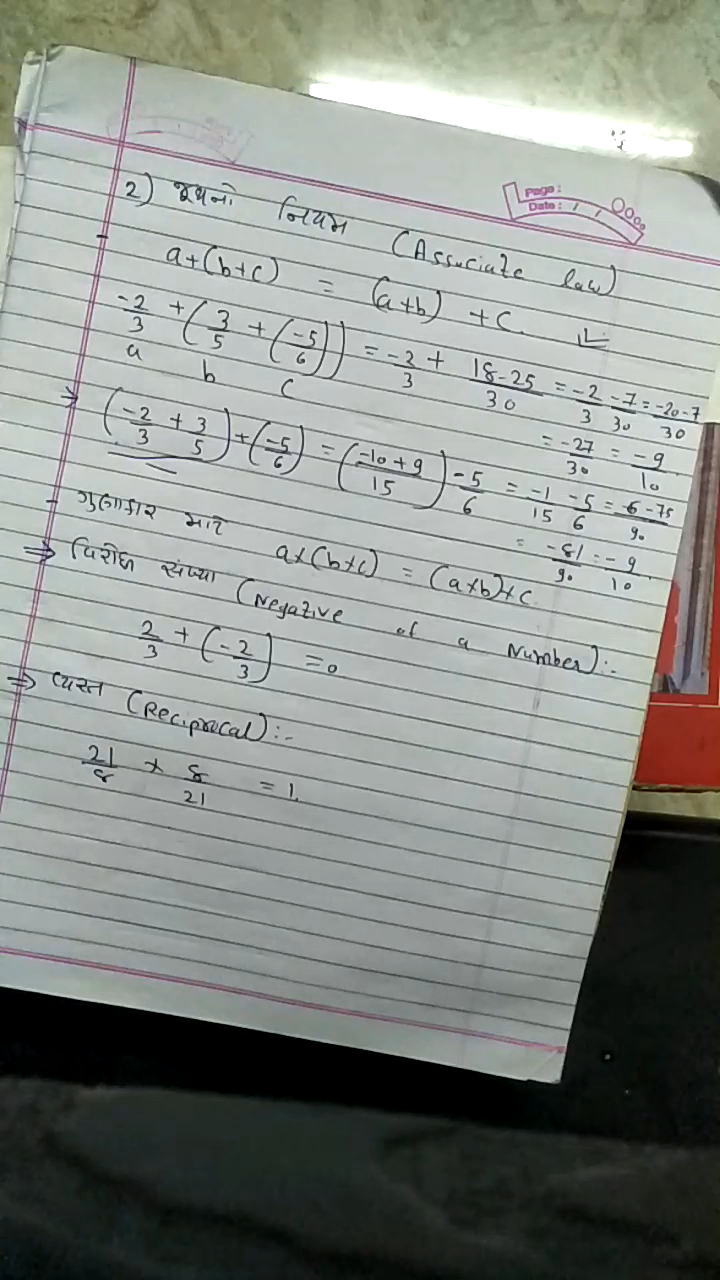 Page:
Date: / /
2) જૂથનો નિયમ (Associate law)
- a+(b+c) = (a+b) + c.
-2/3 + (3/5 + (-5/6)) = -2/3 + 18-25/30 = -2/3 -7/30 = -20-7/30
a b c
= -27/30 = -9/10
⇒ (-2/3 + 3/5) + (-5/6) = (-10+9/15) -5/6 = -1/15 -5/6 = -6-75/90
= -81/90 = -9/10
- ગુણાકાર માટે a×(b×c) = (a×b)×c
⇒ વિરોધી સંખ્યા (Negative of a Number):-
2/3 + (-2/3) = 0
⇒ વ્યસ્ત (Reciprocal):-
21/8 × 8/21 = 1.